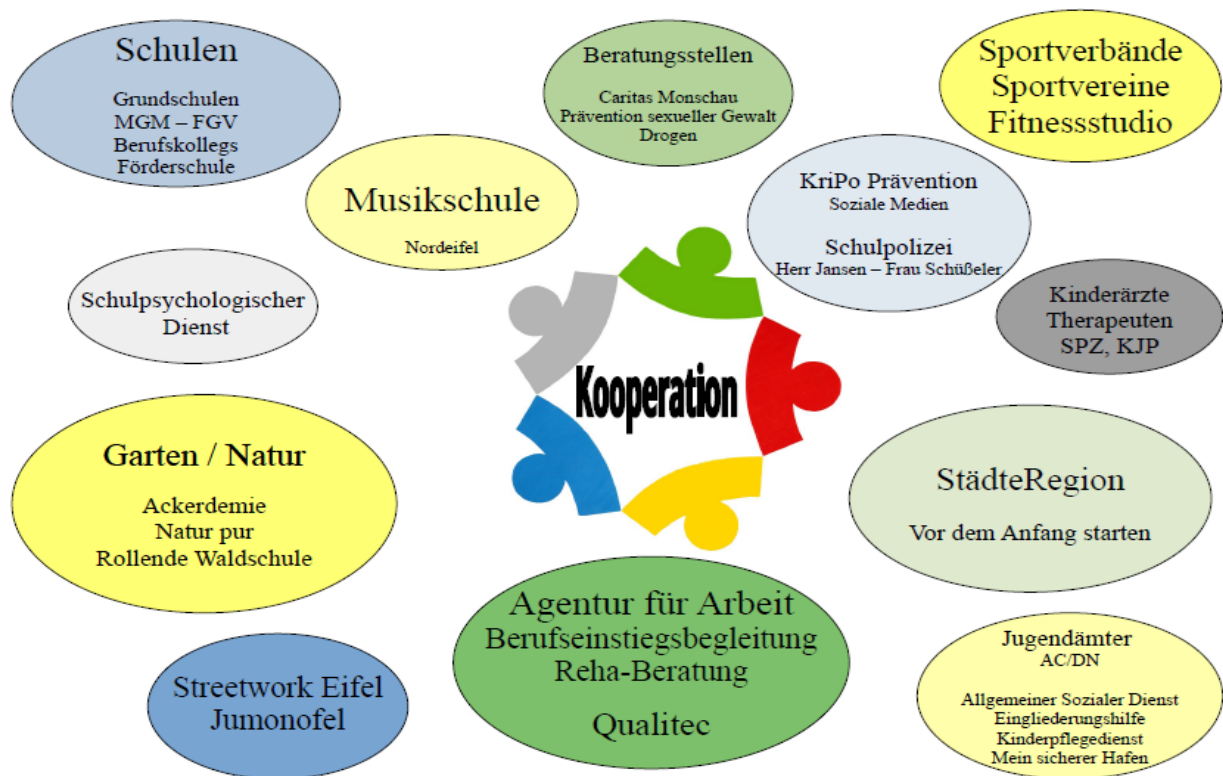 Schulen
Grundschulen
MGM – FGV
Berufskollegs
Förderschule
Beratungsstellen
Caritas Monschau
Prävention sexueller Gewalt
Drogen
Sportverbände
Sportvereine
Fitnessstudio
Musikschule
Nordeifel
KriPo Prävention
Soziale Medien
Schulpolizei
Herr Jansen – Frau Schüßeler
Schulpsychologischer
Dienst
Kinderärzte
Therapeuten
SPZ, KJP
Kooperation
Garten / Natur
Ackerdemie
Natur pur
Rollende Waldschule
StädteRegion
Vor dem Anfang starten
Agentur für Arbeit
Berufseinstiegsbegleitung
Reha-Beratung
Qualitec
Streetwork Eifel
Jumonofel
Jugendämter
AC/DN
Allgemeiner Sozialer Dienst
Eingliederungshilfe
Kinderpflegedienst
Mein sicherer Hafen